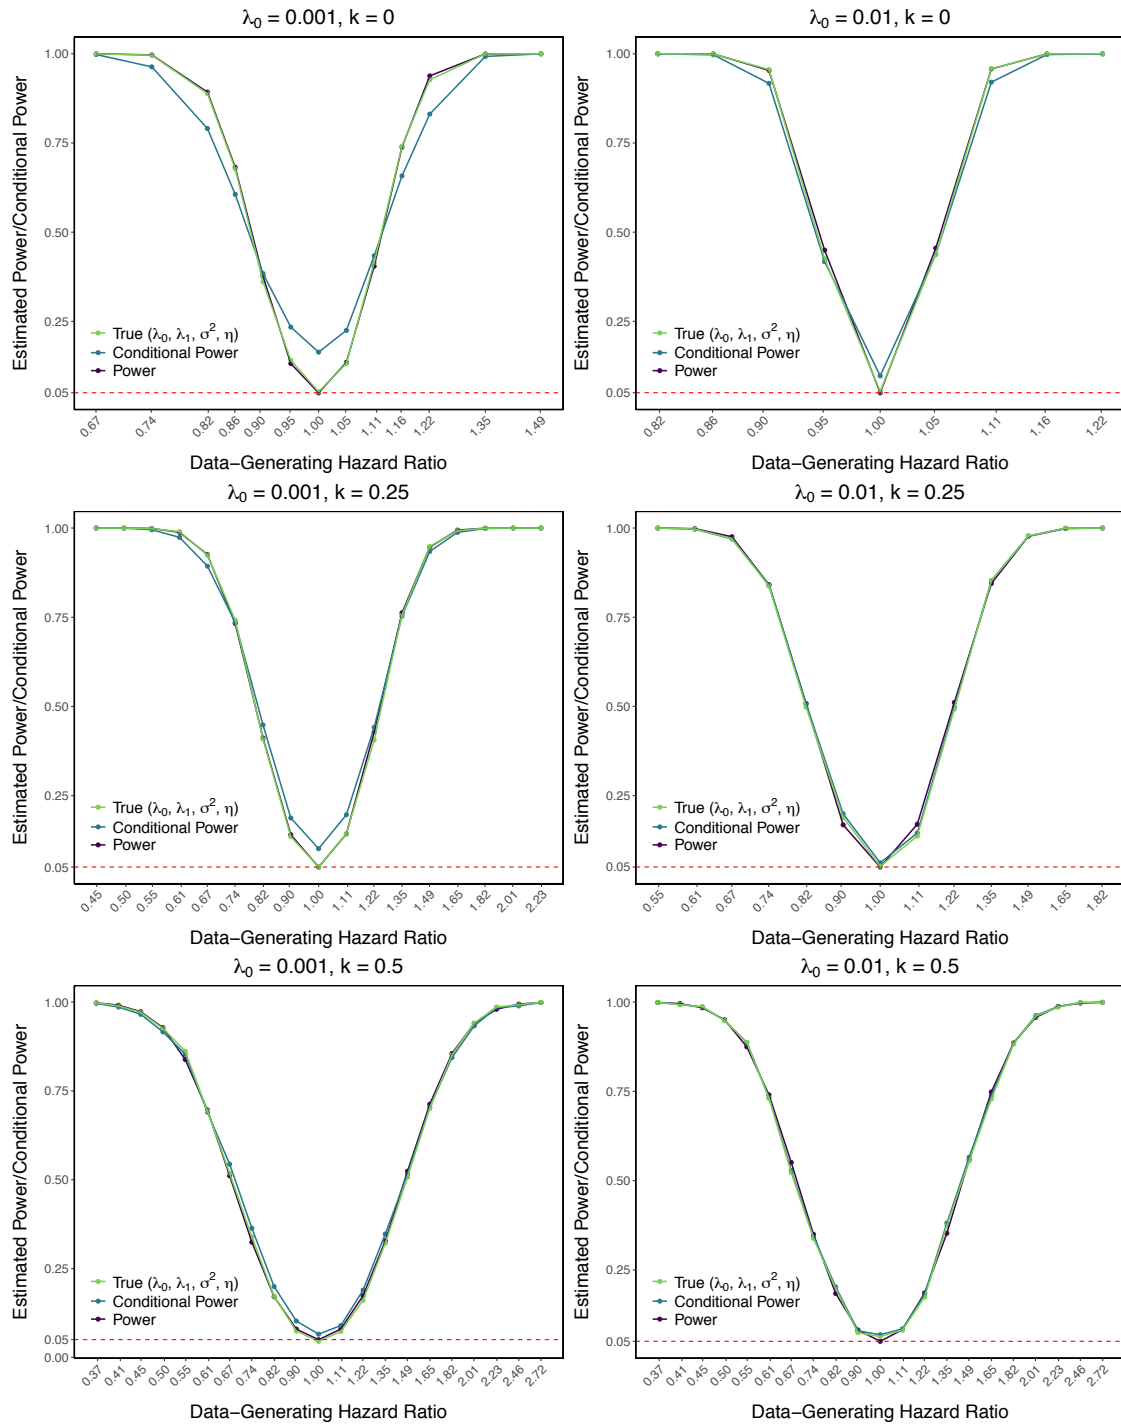 λ0 = 0.001, k = 0
Estimated Power/Conditional Power
1.00
0.75
0.50
0.25
0.05
True (λ0, λ1, σ², η)
Conditional Power
Power
0.67 0.74 0.82 0.86 0.90 0.95 1.00 1.05 1.11 1.16 1.22 1.35 1.49
Data−Generating Hazard Ratio
λ0 = 0.01, k = 0
Estimated Power/Conditional Power
1.00
0.75
0.50
0.25
0.05
True (λ0, λ1, σ², η)
Conditional Power
Power
0.82 0.86 0.90 0.95 1.00 1.05 1.11 1.16 1.22
Data−Generating Hazard Ratio
λ0 = 0.001, k = 0.25
Estimated Power/Conditional Power
1.00
0.75
0.50
0.25
0.05
True (λ0, λ1, σ², η)
Conditional Power
Power
0.45 0.50 0.55 0.61 0.67 0.74 0.82 0.90 1.00 1.11 1.22 1.35 1.49 1.65 1.82 2.01 2.23
Data−Generating Hazard Ratio
λ0 = 0.01, k = 0.25
Estimated Power/Conditional Power
1.00
0.75
0.50
0.25
0.05
True (λ0, λ1, σ², η)
Conditional Power
Power
0.55 0.61 0.67 0.74 0.82 0.90 1.00 1.11 1.22 1.35 1.49 1.65 1.82
Data−Generating Hazard Ratio
λ0 = 0.001, k = 0.5
Estimated Power/Conditional Power
1.00
0.75
0.50
0.25
0.05
0.00
True (λ0, λ1, σ², η)
Conditional Power
Power
0.37 0.41 0.45 0.50 0.55 0.61 0.67 0.74 0.82 0.90 1.00 1.11 1.22 1.35 1.49 1.65 1.82 2.01 2.23 2.46 2.72
Data−Generating Hazard Ratio
λ0 = 0.01, k = 0.5
Estimated Power/Conditional Power
1.00
0.75
0.50
0.25
0.05
True (λ0, λ1, σ², η)
Conditional Power
Power
0.37 0.41 0.45 0.50 0.55 0.61 0.67 0.74 0.82 0.90 1.00 1.11 1.22 1.35 1.49 1.65 1.82 2.01 2.23 2.46 2.72
Data−Generating Hazard Ratio